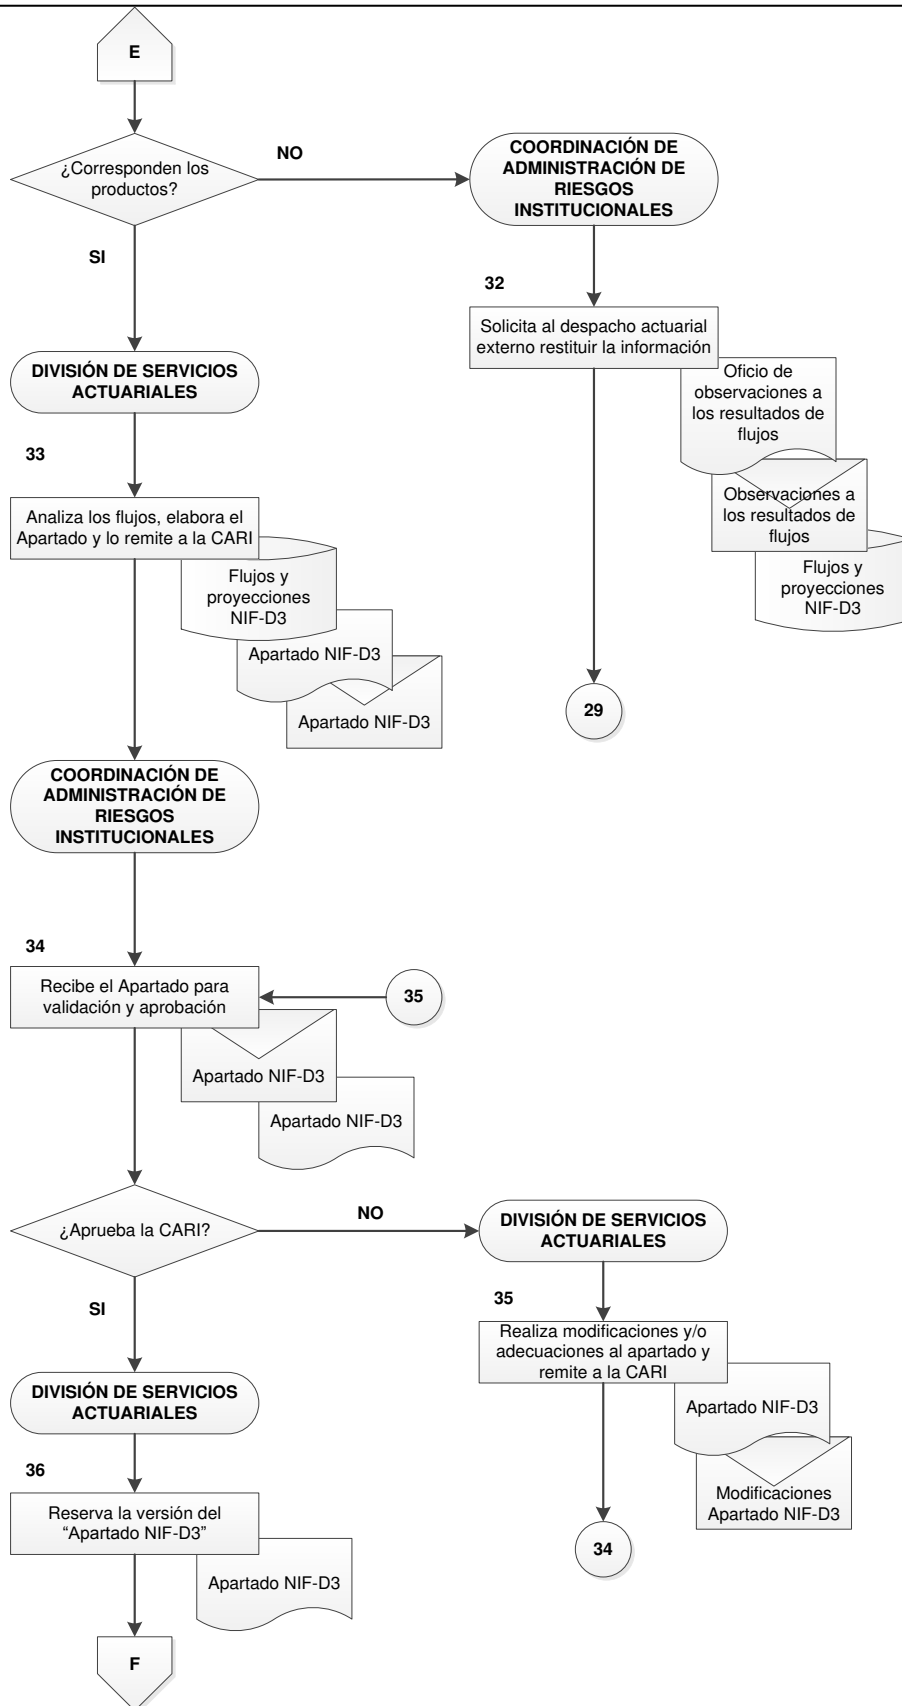 E
¿Corresponden los
productos?
NO
COORDINACIÓN DE
ADMINISTRACIÓN DE
RIESGOS
INSTITUCIONALES
SI
32
Solicita al despacho actuarial
externo restituir la información
Oficio de
observaciones a
los resultados de
flujos
Observaciones a
los resultados de
flujos
Flujos y
proyecciones
NIF-D3
29
DIVISIÓN DE SERVICIOS
ACTUARIALES
33
Analiza los flujos, elabora el
Apartado y lo remite a la CARI
Flujos y
proyecciones
NIF-D3
Apartado NIF-D3
Apartado NIF-D3
COORDINACIÓN DE
ADMINISTRACIÓN DE
RIESGOS
INSTITUCIONALES
34
Recibe el Apartado para
validación y aprobación
35
Apartado NIF-D3
Apartado NIF-D3
¿Aprueba la CARI?
NO
DIVISIÓN DE SERVICIOS
ACTUARIALES
SI
35
Realiza modificaciones y/o
adecuaciones al apartado y
remite a la CARI
Apartado NIF-D3
Modificaciones
Apartado NIF-D3
34
DIVISIÓN DE SERVICIOS
ACTUARIALES
36
Reserva la versión del
“Apartado NIF-D3”
Apartado NIF-D3
F